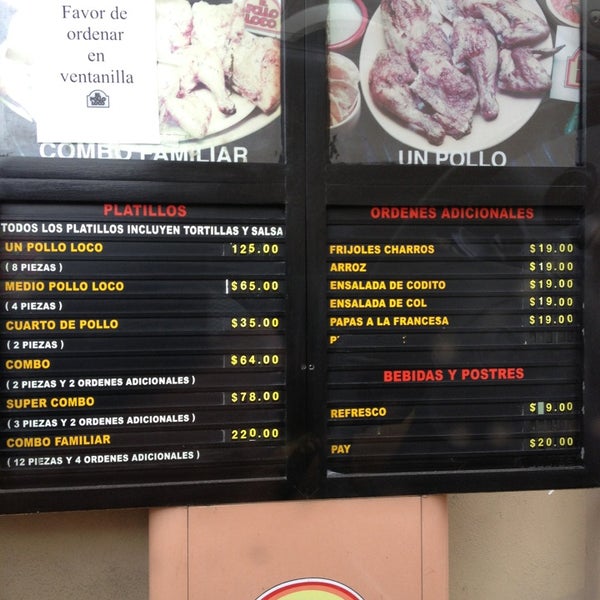 Favor de
ordenar
en
ventanilla
EL POLLO LOCO
COMBO FAMILIAR
PLATILLOS
TODOS LOS PLATILLOS INCLUYEN TORTILLAS Y SALSA
UN POLLO LOCO 125.00
( 8 PIEZAS )
MEDIO POLLO LOCO $65.00
( 4 PIEZAS )
CUARTO DE POLLO $35.00
( 2 PIEZAS )
COMBO $64.00
( 2 PIEZAS Y 2 ORDENES ADICIONALES )
SUPER COMBO $78.00
( 3 PIEZAS Y 2 ORDENES ADICIONALES )
COMBO FAMILIAR 220.00
( 12 PIEZAS Y 4 ORDENES ADICIONALES )
UN POLLO
ORDENES ADICIONALES
FRIJOLES CHARROS $19.00
ARROZ $19.00
ENSALADA DE CODITO $19.00
ENSALADA DE COL $19.00
PAPAS A LA FRANCESA $19.00
BEBIDAS Y POSTRES
REFRESCO
PAY $20.00